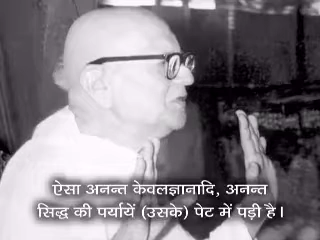 ऐसा अनन्त केवलज्ञानादि, अनन्त
सिद्ध की पर्यायें (उसके) पेट में पड़ी है।